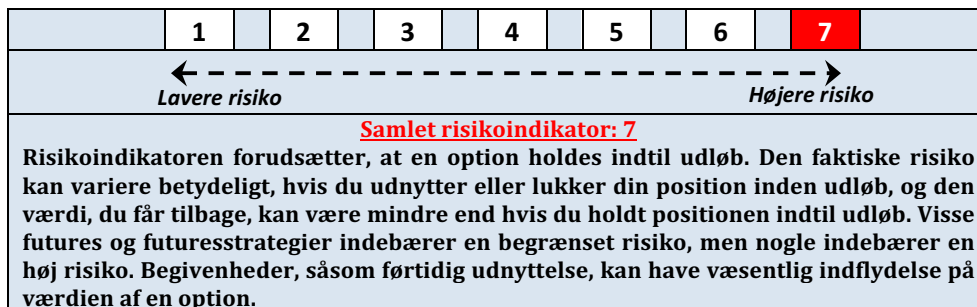 1 2 3 4 5 6 7
Lavere risiko Højere risiko
Samlet risikoindikator: 7
Risikoindikatoren forudsætter, at en option holdes indtil udløb. Den faktiske risiko
kan variere betydeligt, hvis du udnytter eller lukker din position inden udløb, og den
værdi, du får tilbage, kan være mindre end hvis du holdt positionen indtil udløb. Visse
futures og futuresstrategier indebærer en begrænset risiko, men nogle indebærer en
høj risiko. Begivenheder, såsom førtidig udnyttelse, kan have væsentlig indflydelse på
værdien af en option.